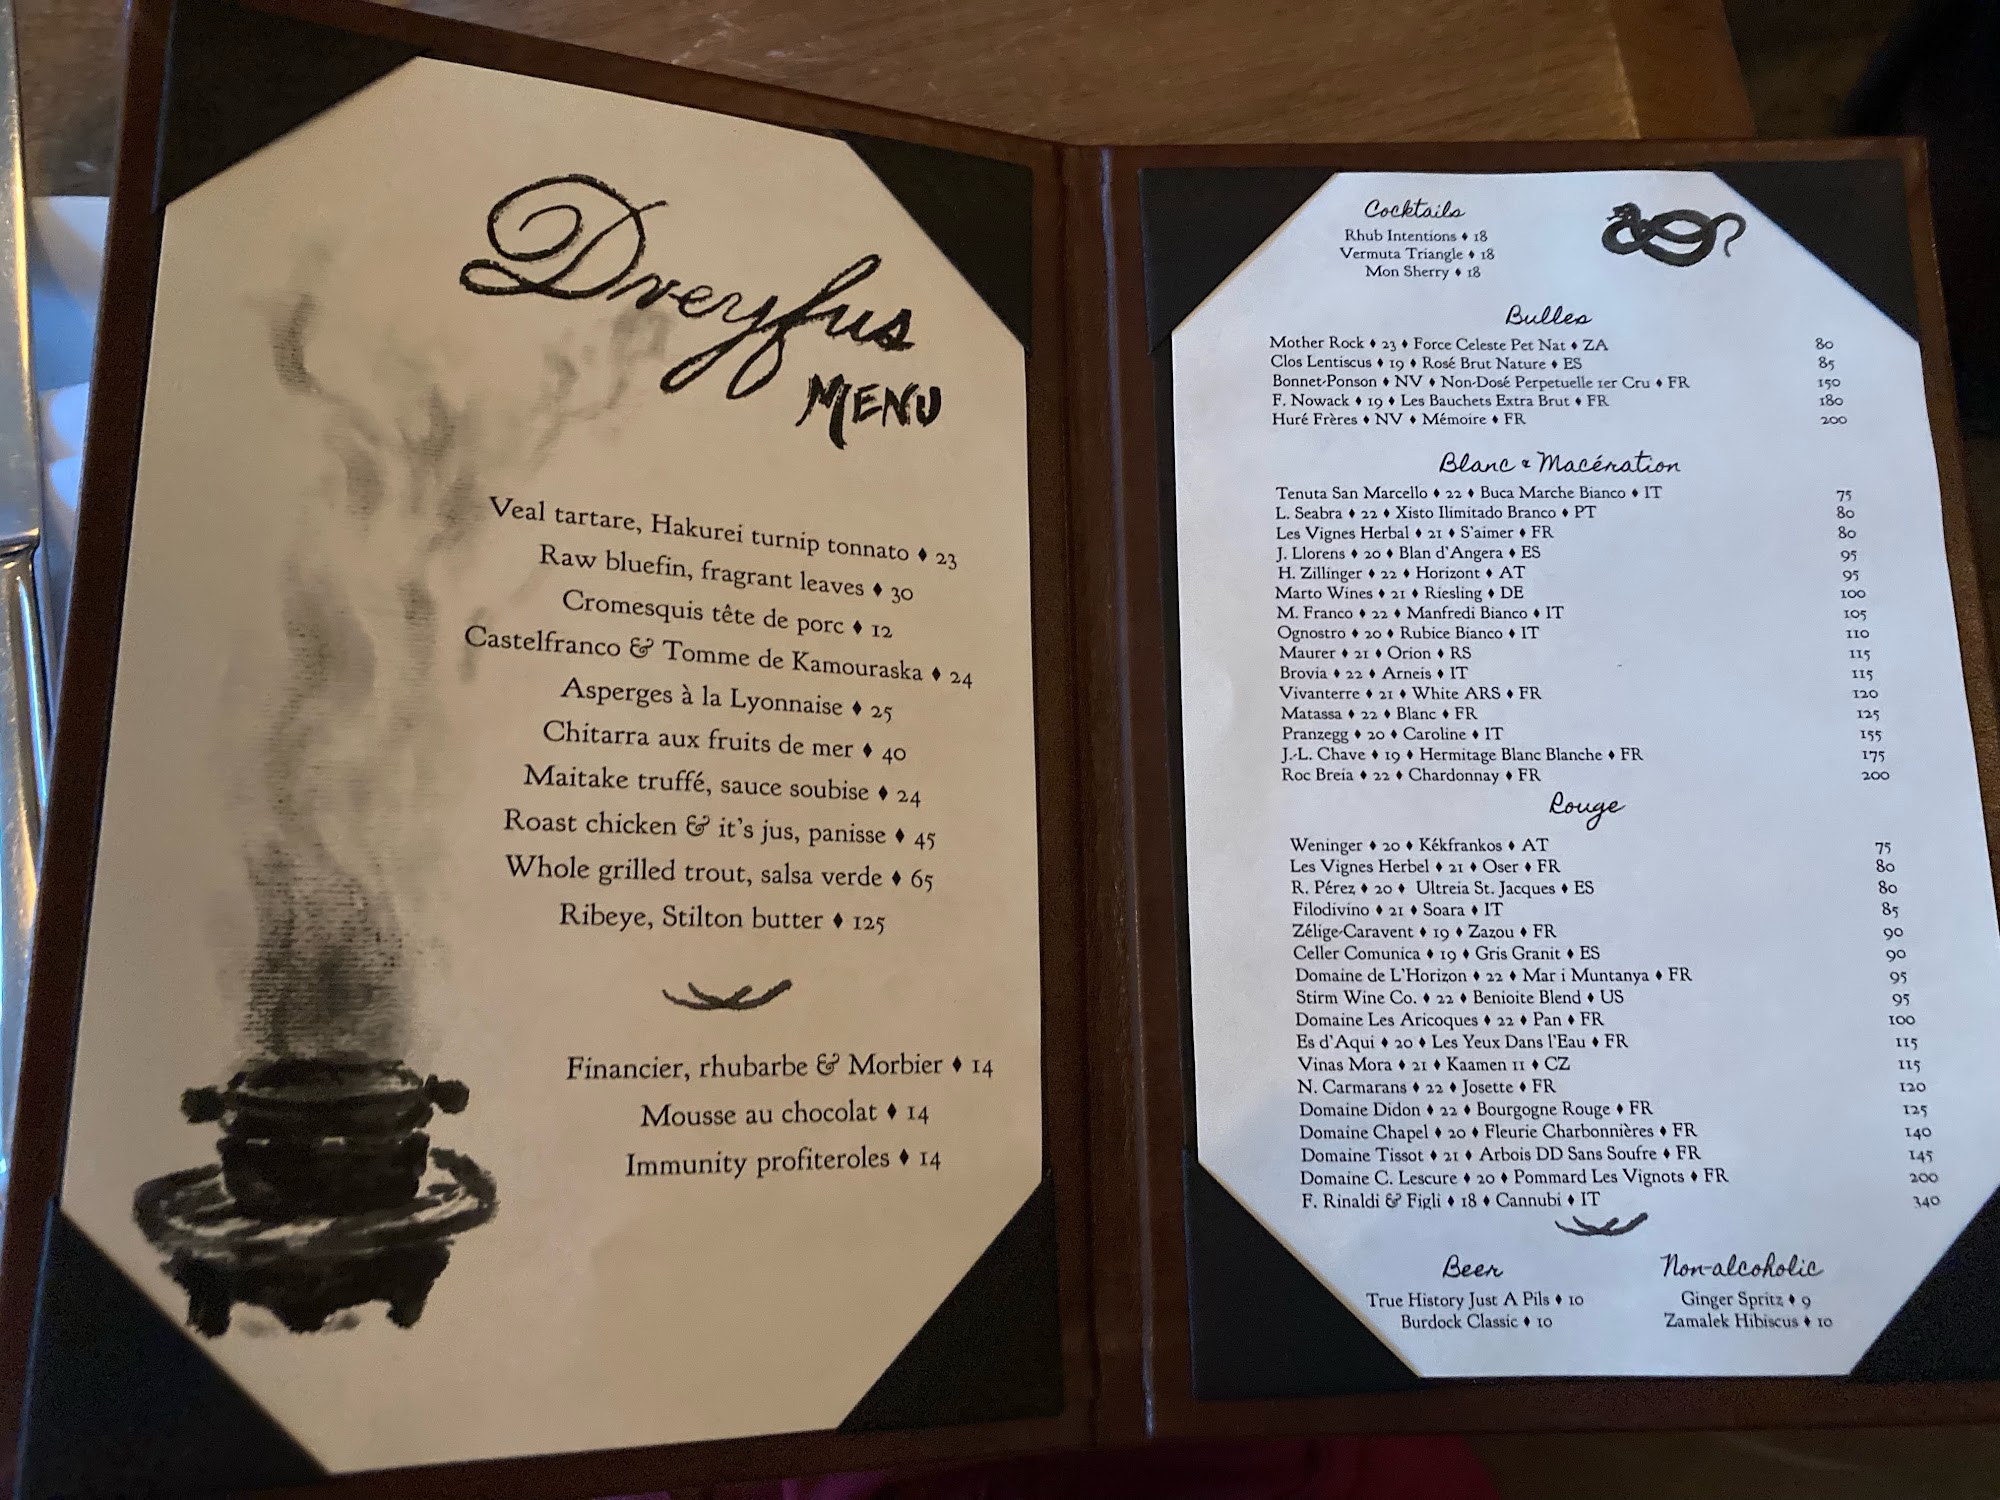 Dreyfus
MENU
Veal tartare, Hakurei turnip tonnato ♦ 23
Raw bluefin, fragrant leaves ♦ 30
Cromesquis tête de porc ♦ 12
Castelfranco & Tomme de Kamouraska ♦ 24
Asperges à la Lyonnaise ♦ 25
Chitarra aux fruits de mer ♦ 40
Maitake truffé, sauce soubise ♦ 24
Roast chicken & it's jus, panisse ♦ 45
Whole grilled trout, salsa verde ♦ 65
Ribeye, Stilton butter ♦ 125
Financier, rhubarbe & Morbier ♦ 14
Mousse au chocolat ♦ 14
Immunity profiteroles ♦ 14
Cocktails
Rhub Intentions ♦ 18
Vermuta Triangle ♦ 18
Mon Sherry ♦ 18
Bulles
Mother Rock ♦ 23 ♦ Force Celeste Pet Nat ♦ ZA 80
Clos Lentiscus ♦ 19 ♦ Rosé Brut Nature ♦ ES 85
Bonnet-Ponson ♦ NV ♦ Non-Dosé Perpetuelle 1er Cru ♦ FR 150
F. Nowack ♦ 19 ♦ Les Bauchets Extra Brut ♦ FR 180
Huré Frères ♦ NV ♦ Mémoire ♦ FR 200
Blanc & Macération
Tenuta San Marcello ♦ 22 ♦ Buca Marche Bianco ♦ IT 75
L. Seabra ♦ 22 ♦ Xisto Ilimitado Branco ♦ PT 80
Les Vignes Herbal ♦ 21 ♦ S'aimer ♦ FR 80
J. Llorens ♦ 20 ♦ Blan d'Angera ♦ ES 95
H. Zillinger ♦ 22 ♦ Horizont ♦ AT 95
Marto Wines ♦ 21 ♦ Riesling ♦ DE 100
M. Franco ♦ 22 ♦ Manfredi Bianco ♦ IT 105
Ognostro ♦ 20 ♦ Rubice Bianco ♦ IT 110
Maurer ♦ 21 ♦ Orion ♦ RS 115
Brovia ♦ 22 ♦ Arneis ♦ IT 115
Vivanterre ♦ 21 ♦ White ARS ♦ FR 120
Matassa ♦ 22 ♦ Blanc ♦ FR 125
Pranzegg ♦ 20 ♦ Caroline ♦ IT 155
J.-L. Chave ♦ 19 ♦ Hermitage Blanc Blanche ♦ FR 175
Roc Breia ♦ 22 ♦ Chardonnay ♦ FR 200
Rouge
Weninger ♦ 20 ♦ Kékfrankos ♦ AT 75
Les Vignes Herbel ♦ 21 ♦ Oser ♦ FR 80
R. Pérez ♦ 20 ♦ Ultreia St. Jacques ♦ ES 80
Filodivino ♦ 21 ♦ Soara ♦ IT 85
Zélige-Caravent ♦ 19 ♦ Zazou ♦ FR 90
Celler Comunica ♦ 19 ♦ Gris Granit ♦ ES 90
Domaine de L'Horizon ♦ 22 ♦ Mar i Muntanya ♦ FR 95
Stirm Wine Co. ♦ 22 ♦ Benioite Blend ♦ US 95
Domaine Les Aricoques ♦ 22 ♦ Pan ♦ FR 100
Es d'Aqui ♦ 20 ♦ Les Yeux Dans l'Eau ♦ FR 115
Vinas Mora ♦ 21 ♦ Kaamen 11 ♦ CZ 115
N. Carmarans ♦ 22 ♦ Josette ♦ FR 120
Domaine Didon ♦ 22 ♦ Bourgogne Rouge ♦ FR 125
Domaine Chapel ♦ 20 ♦ Fleurie Charbonnières ♦ FR 140
Domaine Tissot ♦ 21 ♦ Arbois DD Sans Soufre ♦ FR 145
Domaine C. Lescure ♦ 20 ♦ Pommard Les Vignots ♦ FR 200
F. Rinaldi & Figli ♦ 18 ♦ Cannubi ♦ IT 340
Beer
True History Just A Pils ♦ 10
Burdock Classic ♦ 10
Non-alcoholic
Ginger Spritz ♦ 9
Zamalek Hibiscus ♦ 10